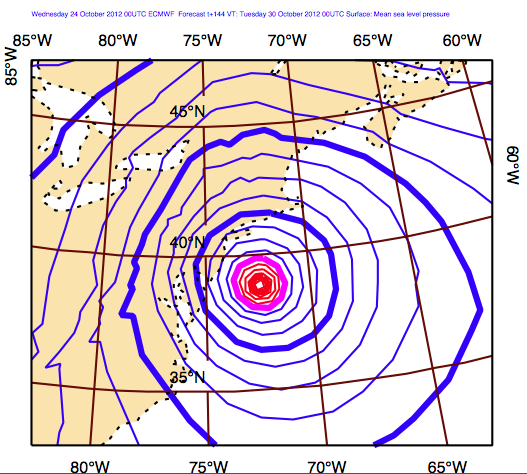 Wednesday 24 October 2012 00UTC ECMWF Forecast t+144 VT: Tuesday 30 October 2012 00UTC Surface: Mean sea level pressure
85°W 80°W 75°W 70°W 65°W 60°W
85°W
45°N
60°W
40°N
35°N
80°W 75°W 70°W 65°W